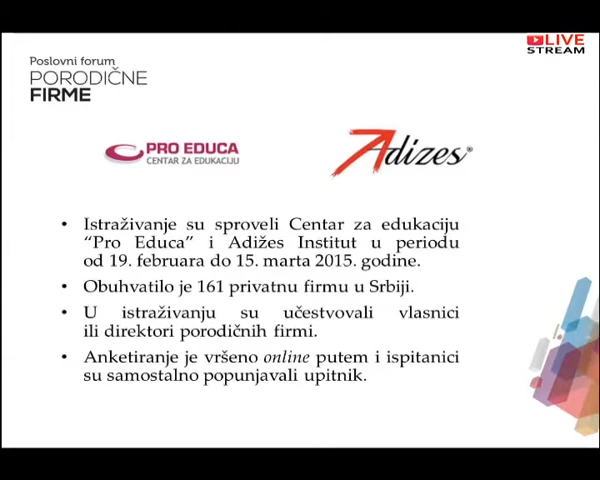 LIVE
STREAM
Poslovni forum
PORODIČNE
FIRME
PRO EDUCA
CENTAR ZA EDUKACIJU
Adizes®
• Istraživanje su sproveli Centar za edukaciju
“Pro Educa” i Adižes Institut u periodu
od 19. februara do 15. marta 2015. godine.
• Obuhvatilo je 161 privatnu firmu u Srbiji.
• U istraživanju su učestvovali vlasnici
ili direktori porodičnih firmi.
• Anketiranje je vršeno online putem i ispitanici
su samostalno popunjavali upitnik.